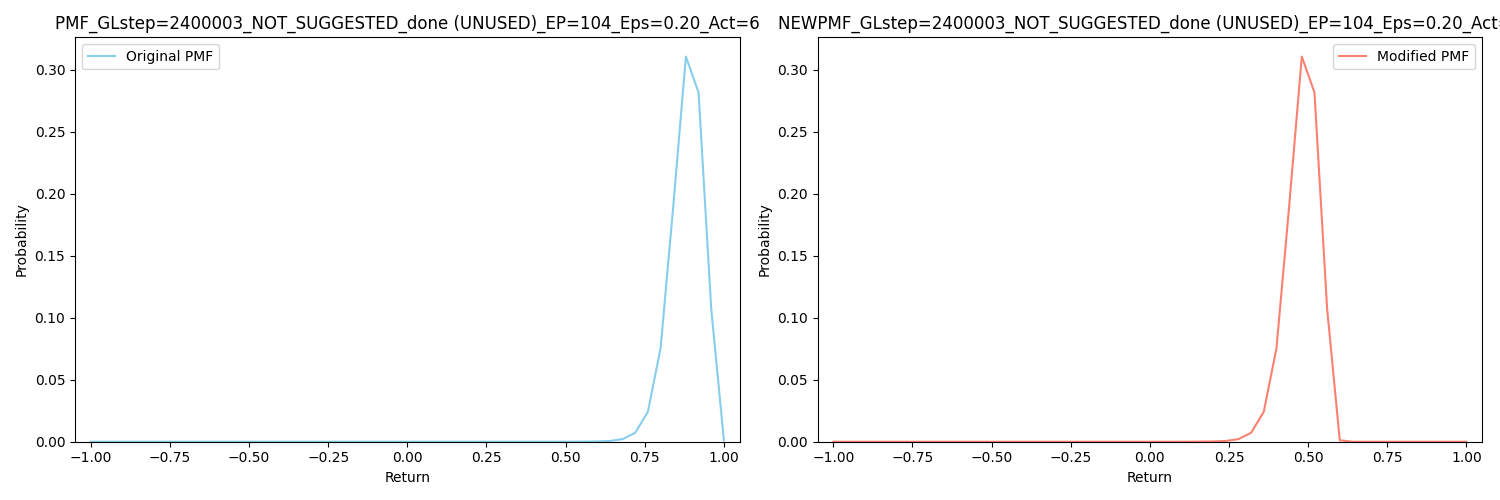 PMF_GLstep=2400003_NOT_SUGGESTED_done (UNUSED)_EP=104_Eps=0.20_Act=6
Original PMF
0.30
0.25
0.20
0.15
0.10
0.05
0.00
Probability
−1.00 −0.75 −0.50 −0.25 0.00 0.25 0.50 0.75 1.00
Return
NEWPMF_GLstep=2400003_NOT_SUGGESTED_done (UNUSED)_EP=104_Eps=0.20_Act=
Modified PMF
0.30
0.25
0.20
0.15
0.10
0.05
0.00
Probability
−1.00 −0.75 −0.50 −0.25 0.00 0.25 0.50 0.75 1.00
Return